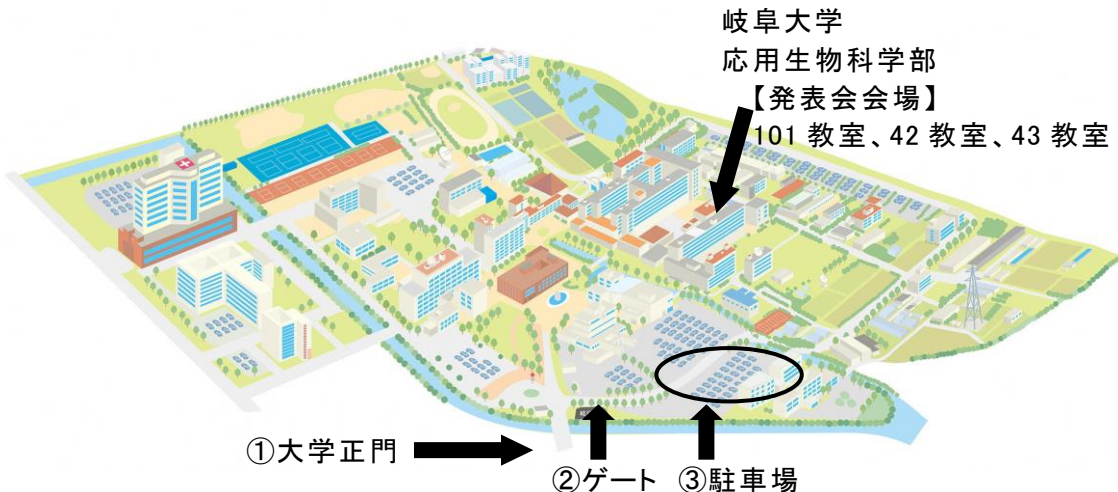 岐阜大学
応用生物科学部
【発表会会場】
101 教室、42 教室、43 教室
①大学正門
②ゲート ③駐車場